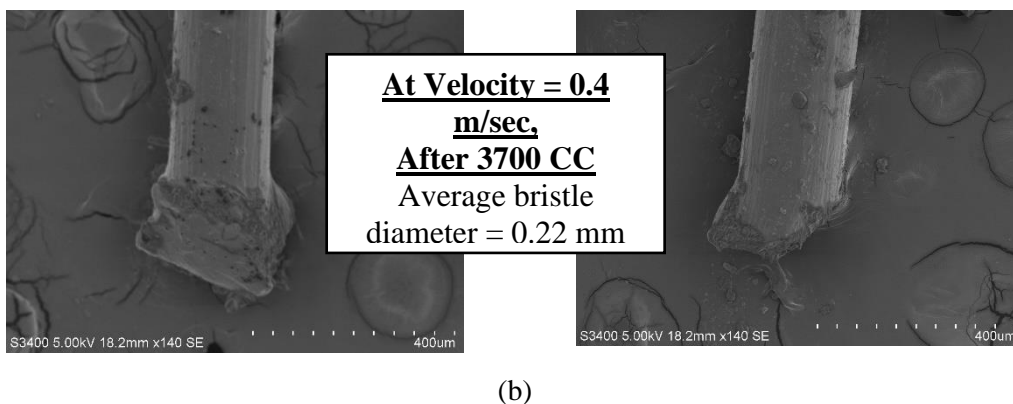 At Velocity = 0.4
m/sec,
After 3700 CC
Average bristle
diameter = 0.22 mm
S3400 5.00kV 18.2mm x140 SE 400um
S3400 5.00kV 18.2mm x140 SE 400um
(b)